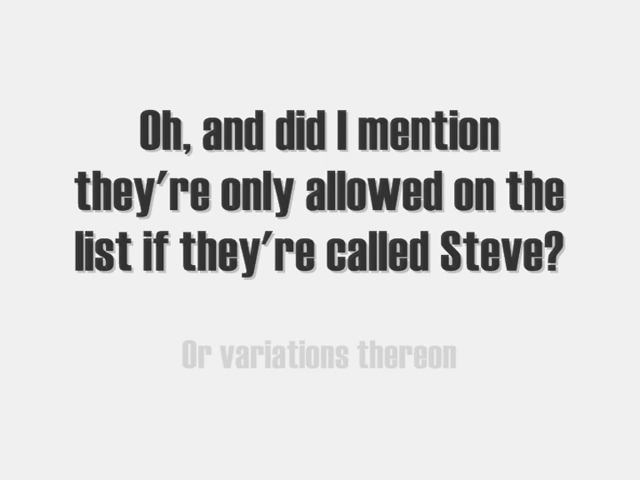 Oh, and did I mention
they're only allowed on the
list if they're called Steve?
Or variations thereon